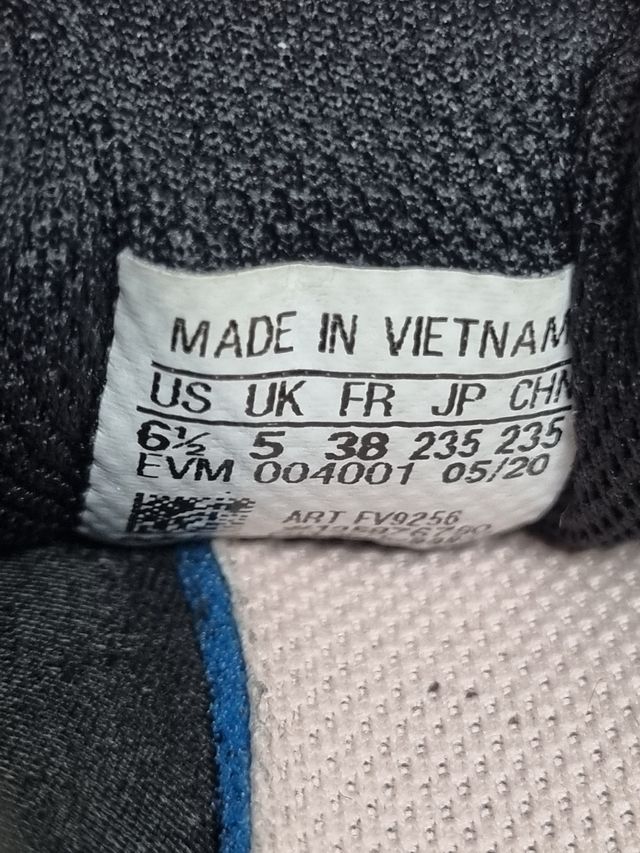 MADE IN VIETNAM
US UK FR JP CHN
6½ 5 38 235 235
EVM 004001 05/20
ART FV9256